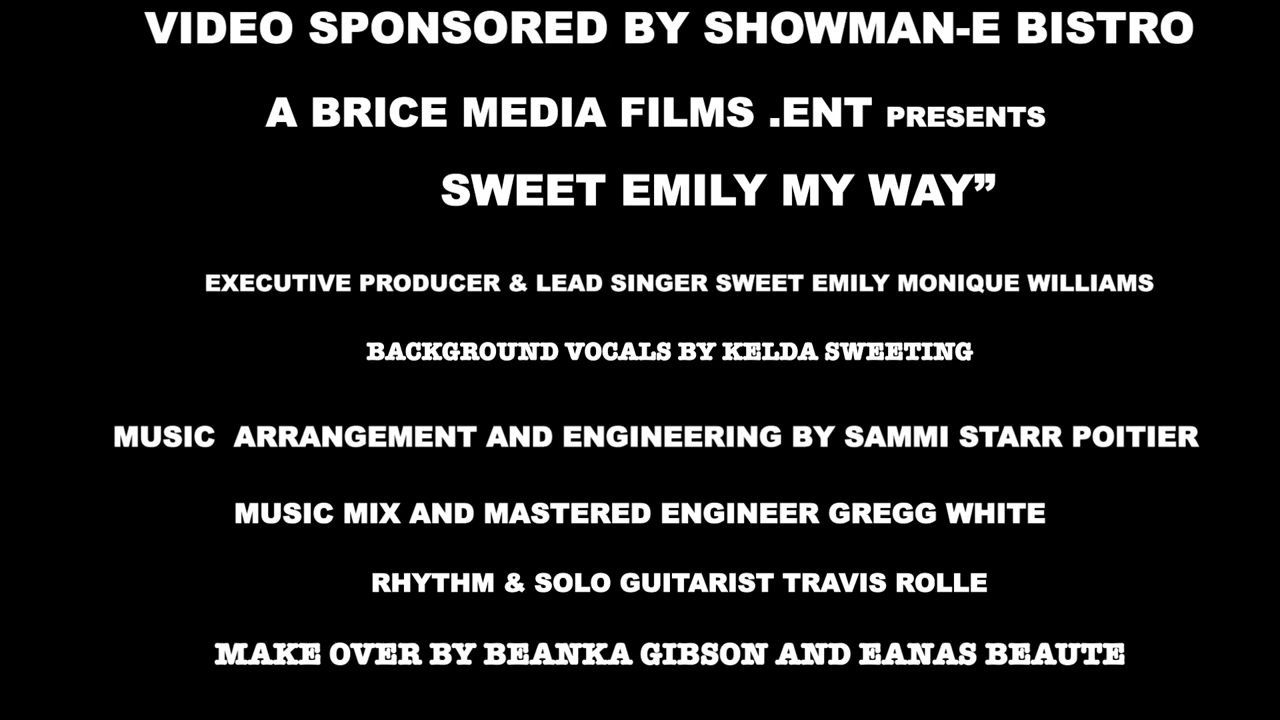 VIDEO SPONSORED BY SHOWMAN-E BISTRO
A BRICE MEDIA FILMS .ENT PRESENTS
SWEET EMILY MY WAY”
EXECUTIVE PRODUCER & LEAD SINGER SWEET EMILY MONIQUE WILLIAMS
BACKGROUND VOCALS BY KELDA SWEETING
MUSIC  ARRANGEMENT AND ENGINEERING BY SAMMI STARR POITIER
MUSIC MIX AND MASTERED ENGINEER GREGG WHITE
RHYTHM & SOLO GUITARIST TRAVIS ROLLE
MAKE OVER BY BEANKA GIBSON AND EANAS BEAUTE